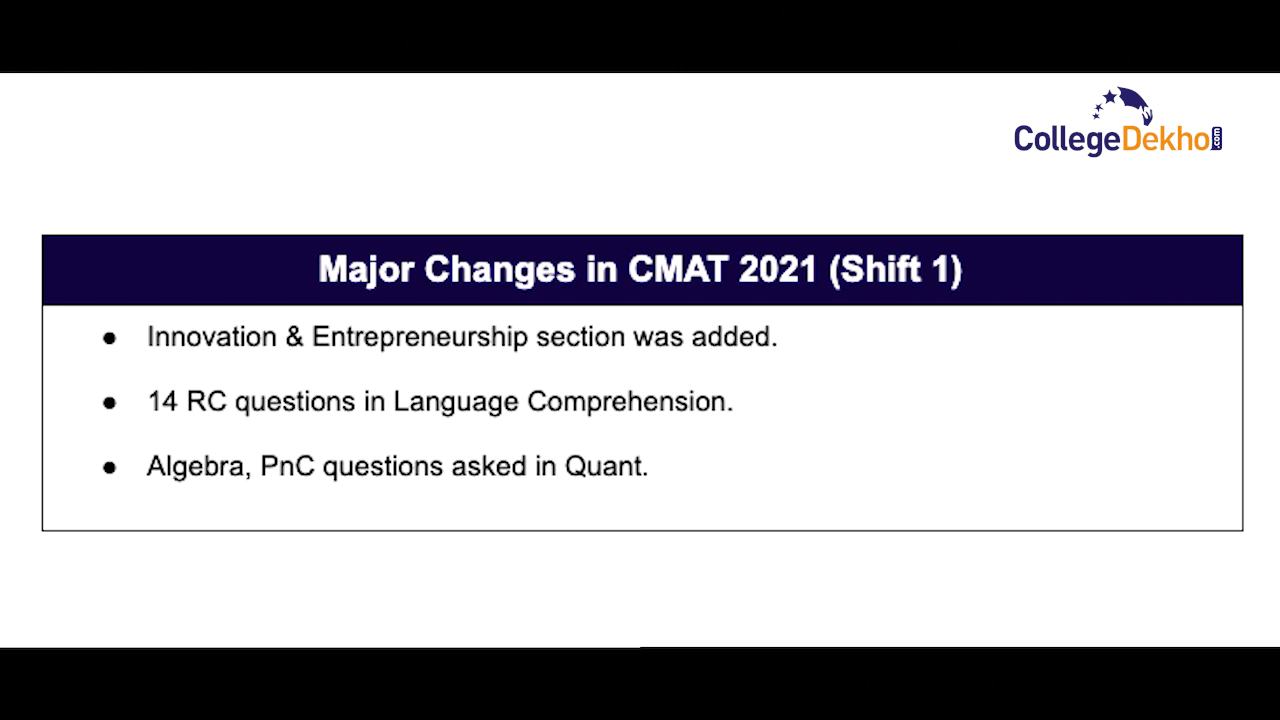 CollegeDekho.com
Major Changes in CMAT 2021 (Shift 1)
● Innovation & Entrepreneurship section was added.
● 14 RC questions in Language Comprehension.
● Algebra, PnC questions asked in Quant.